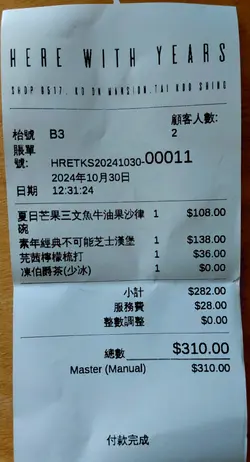 HERE WITH YEARS
SHOP G517, KO ON MANSION, TAI KOO SHING
枱號 B3 顧客人數:
2
賬單
號: HRETKS20241030-00011
2024年10月30日
日期 12:31:24
夏日芒果三文魚牛油果沙律 1 $108.00
碗
素年經典不可能芝士漢堡 1 $138.00
芫茜檸檬梳打 1 $36.00
凍伯爵茶(少冰) 1 $0.00
小計 $282.00
服務費 $28.00
整數調整 $0.00
總數 $310.00
Master (Manual) $310.00
付款完成